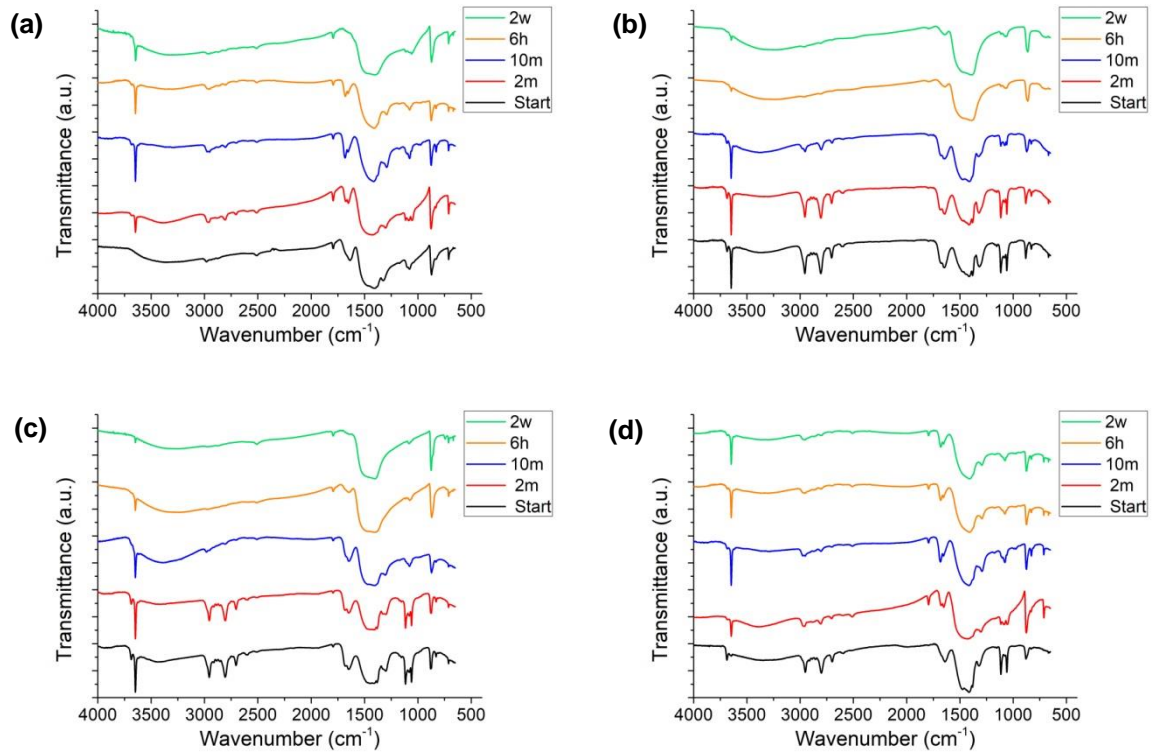 (a)
2w
6h
10m
2m
Start
Transmittance (a.u.)
4000 3500 3000 2500 2000 1500 1000 500
Wavenumber (cm⁻¹)
(b)
2w
6h
10m
2m
Start
Transmittance (a.u.)
4000 3500 3000 2500 2000 1500 1000 500
Wavenumber (cm⁻¹)
(c)
2w
6h
10m
2m
Start
Transmittance (a.u.)
4000 3500 3000 2500 2000 1500 1000 500
Wavenumber (cm⁻¹)
(d)
2w
6h
10m
2m
Start
Transmittance (a.u.)
4000 3500 3000 2500 2000 1500 1000 500
Wavenumber (cm⁻¹)